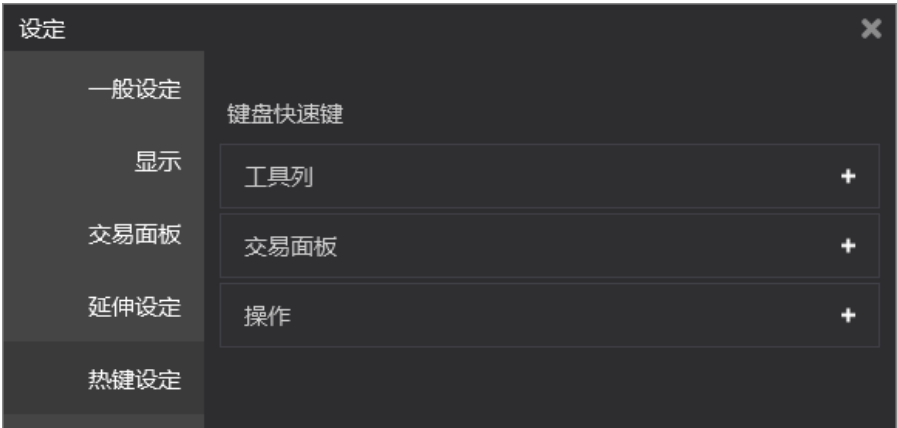 设定
一般设定
显示
交易面板
延伸设定
热键设定
键盘快速键
工具列
交易面板
操作